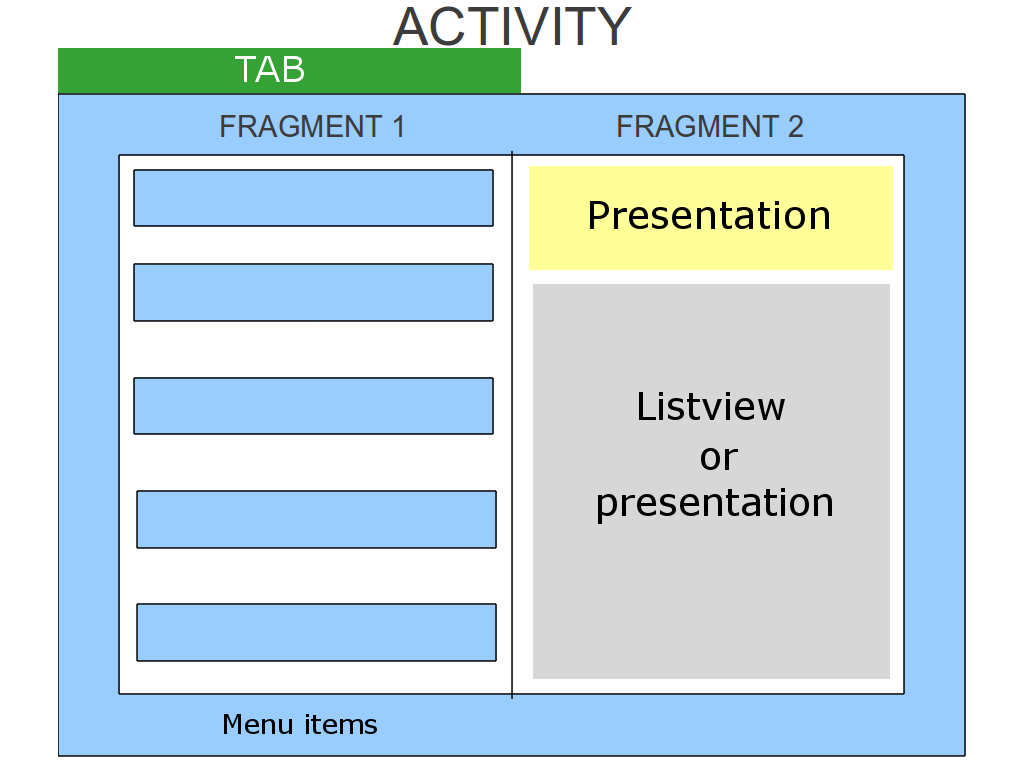 ACTIVITY
TAB
FRAGMENT 1
FRAGMENT 2
Presentation
Listview
or
presentation
Menu items